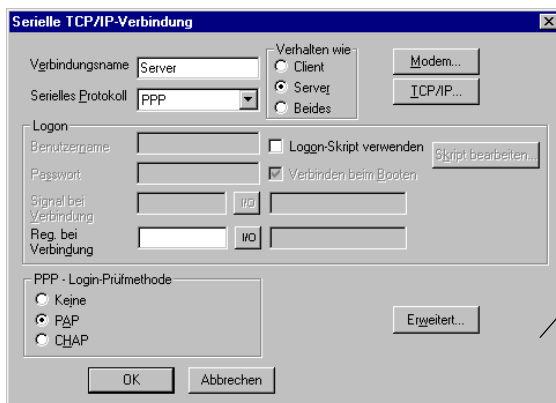 Serielle TCP/IP-Verbindung
Verbindungsname
Server
Serielles Protokoll
PPP
Verhalten wie
Client
Server
Beides
Modem...
TCP/IP...
Logon
Benutzername
Passwort
Signal bei
Verbindung
I/O
Reg. bei
Verbindung
I/O
Logon-Skript verwenden
Verbinden beim Booten
Skript bearbeiten...
PPP - Login-Prüfmethode
Keine
PAP
CHAP
Erweitert...
OK
Abbrechen